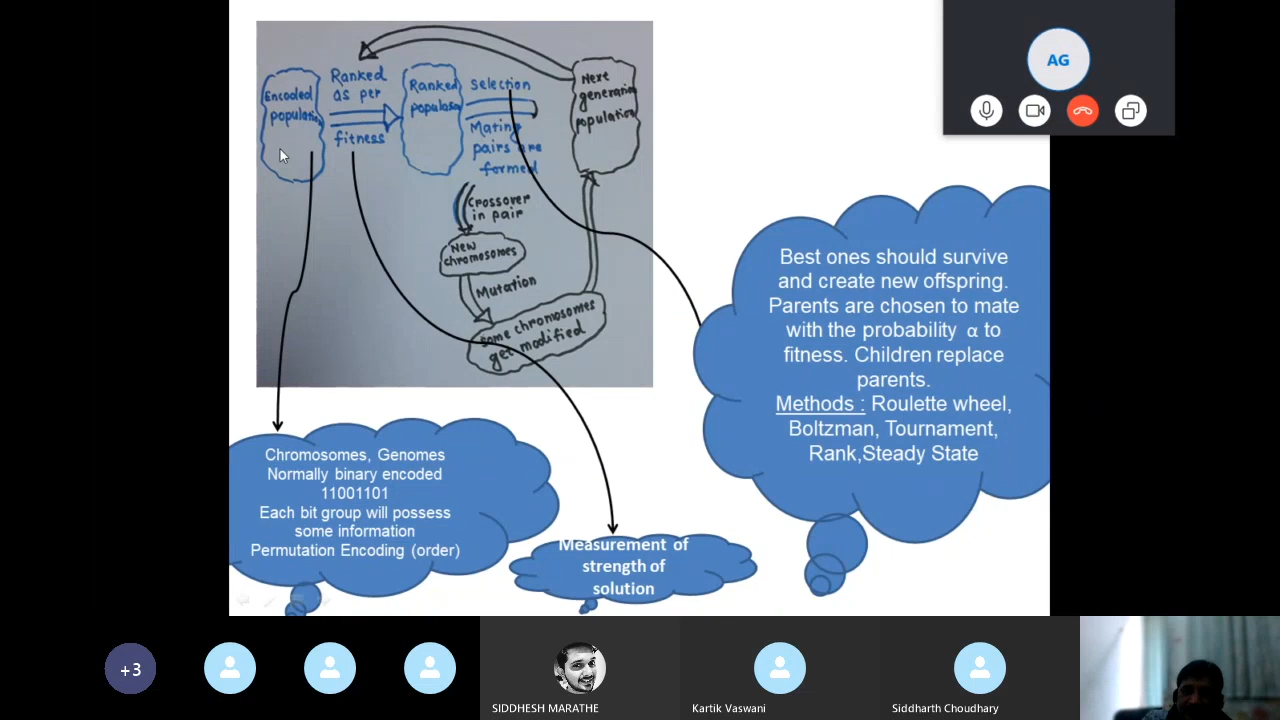 AG
Encoded
population
Ranked
as per
fitness
Ranked
Selection
Mating
pairs are
formed
Next
generation
population
Crossover
in pair
New
chromosomes
Mutation
Some chromosomes
get modified
Best ones should survive
and create new offspring.
Parents are chosen to mate
with the probability α to
fitness. Children replace
parents.
Methods : Roulette wheel,
Boltzman, Tournament,
Rank,Steady State
Chromosomes, Genomes
Normally binary encoded
11001101
Each bit group will possess
some information
Permutation Encoding (order)
Measurement of
strength of
solution
+3
SIDDHESH MARATHE
Kartik Vaswani
Siddharth Choudhary